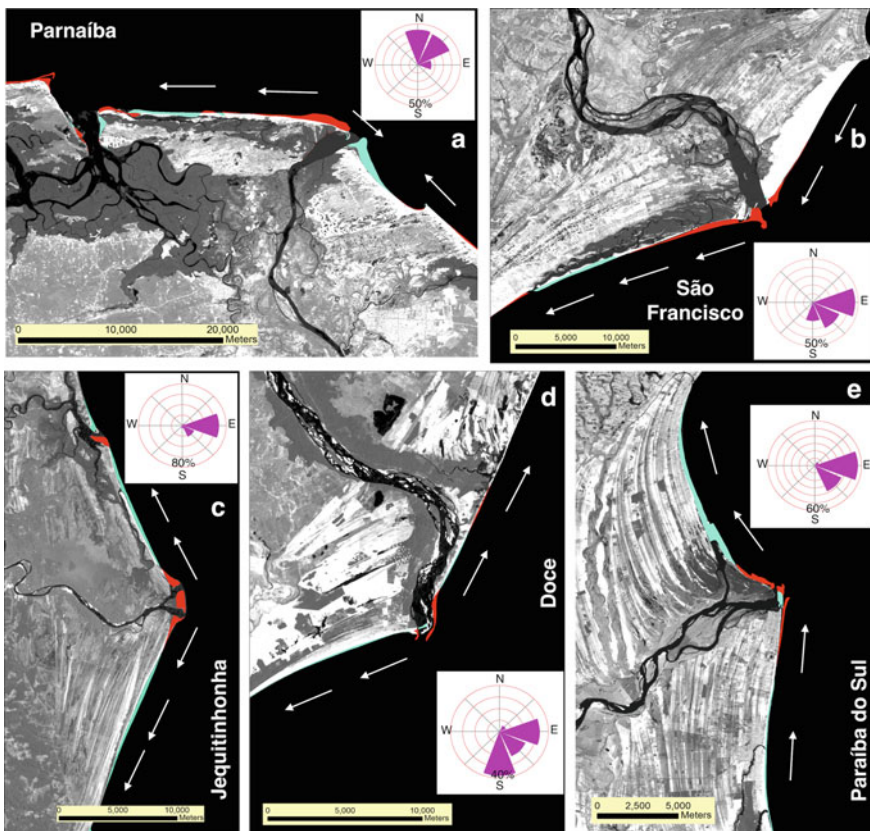 Parnaíba
N
W
E
50%
S
a
10,000
20,000
Meters
b
São
Francisco
N
W
E
50%
S
0
5,000
10,000
Meters
N
W
E
80%
S
c
Jequitinhonha
5,000
10,000
Meters
d
Doce
N
W
E
40%
S
0
5,000
10,000
Meters
e
N
W
E
60%
S
Paraíba do Sul
0
2,500
5,000
Meters